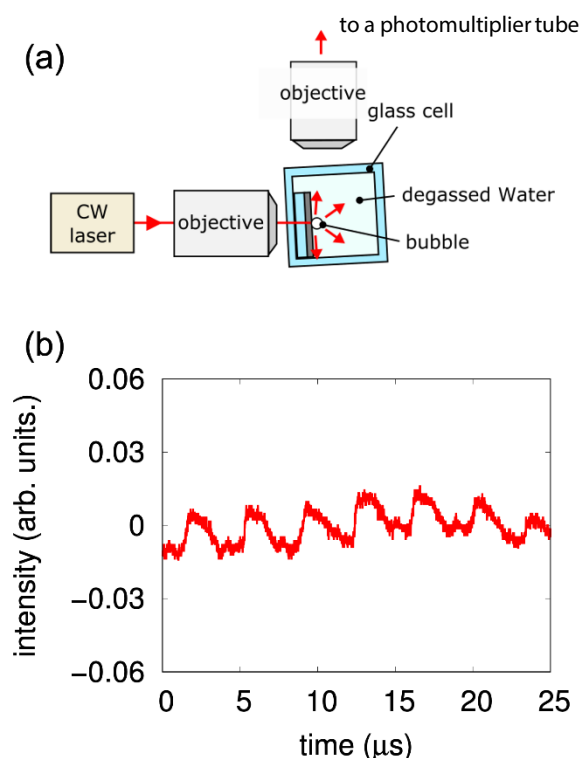 to a photomultiplier tube
(a)
objective
glass cell
CW
laser
objective
degassed Water
bubble
(b)
0.06
0.03
0
−0.03
−0.06
intensity (arb. units.)
0 5 10 15 20 25
time (μs)